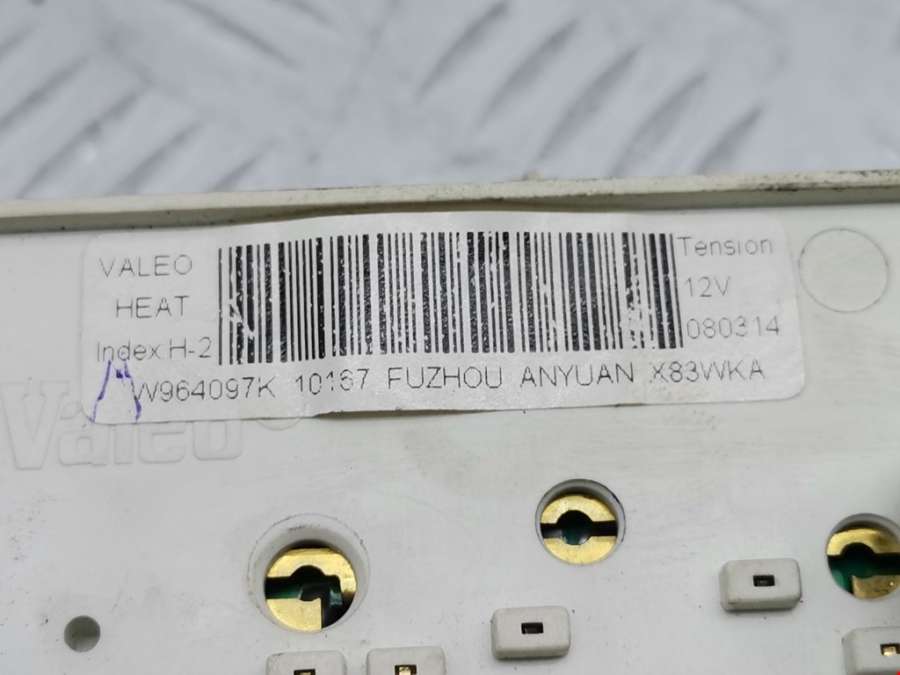 VALEO
HEAT
Index:H-2
Tension
12V
080314
W964097K 10167 FUZHOU ANYUAN X83WKA
Valeo